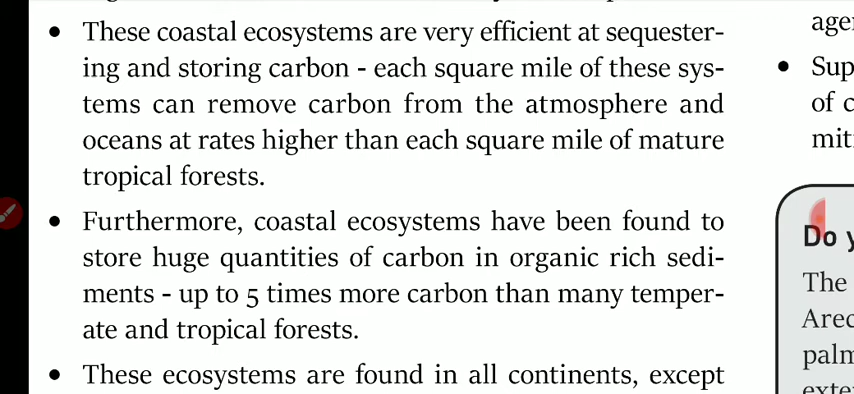 • These coastal ecosystems are very efficient at sequester-
ing and storing carbon - each square mile of these sys-
tems can remove carbon from the atmosphere and
oceans at rates higher than each square mile of mature
tropical forests.
• Furthermore, coastal ecosystems have been found to
store huge quantities of carbon in organic rich sedi-
ments - up to 5 times more carbon than many temper-
ate and tropical forests.
• These ecosystems are found in all continents, except
• Sup
of c
mit
Do y
The
Arec
palm
exte